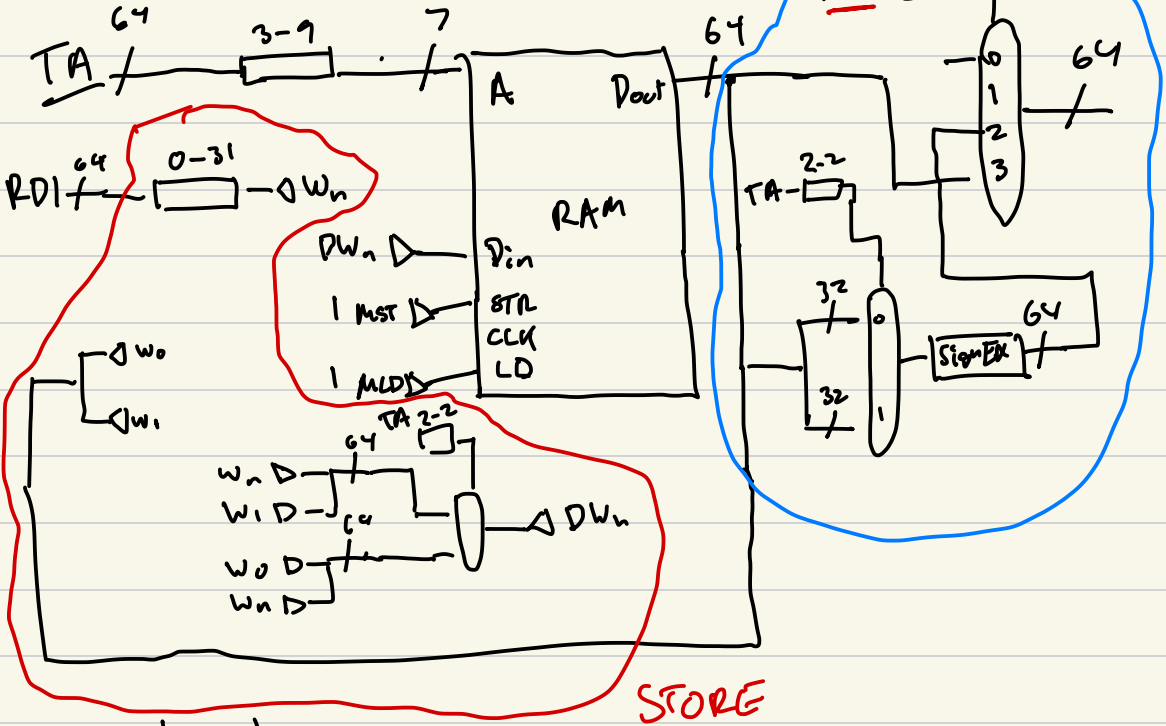 64
TA
3-9
7
64
A
Dout
0
1
2
3
64
RD1
64
0-31
Wn
RAM
TA
2-2
DWn
Din
1 MST
STR
CLK
1 MLD
LD
32
0
32
1
SignEX
64
W0
W1
TA 2-2
Wn
64
W1
DWn
W0
64
Wn
STORE